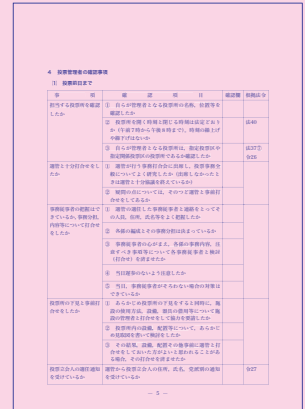 4 投票管理者の確認事項
(1) 投票前日まで
事 項 確 認 項 目 確認欄 根拠法令
担当する投票所を確認したか
① 自らが管理者となる投票所の名称、位置等を確認したか
② 投票所を開く時刻と閉じる時刻は法定どおりか(午前7時から午後8時まで)、時刻の繰上げや繰下げはないか 法40
③ 自らが管理者となる投票所は、指定投票区や指定関係投票区の投票所であるか確認したか 法37⑦ 令26
選管と十分打合せをしたか
① 選管が行う事前打合会に出席し、投票事務全般についてよく研究したか(出席しなかったときは選管と十分協議を終えているか)
② 疑問の点については、そのつど選管と事前打合せをしてあるか
事務従事者の把握はできているか、事務分担、内容等について打合せをしたか
① 選管の選任した事務従事者と連絡をとってその人員、住所、氏名等をよく把握したか
② 各係の編成とその事務分担は決まっているか
③ 事務従事者の心がまえ、各係の事務内容、注意すべき事項等について各事務従事者と検討(打合せ)を済ませたか
④ 当日遅参のないよう注意したか
⑤ 当日、事務従事者がそろわない場合の対策はできているか
投票所の下見と事前打合せをしたか
① あらかじめ投票所の下見をすると同時に、施設の使用方法、設備、器具の借用等について施設の管理者と打合せをして協力を要請したか
② 投票所内の設備、配置等について、あらかじめ見取図を書いて検討をしたか
③ その結果、設備、配置その他事前に選管と打合せをしておいた方がよいと思われることがある場合、その打合せを済ませたか
投票立会人の選任通知を受けているか
選管から投票立会人の住所、氏名、党派別の通知を受けているか 令27
－ 5 －